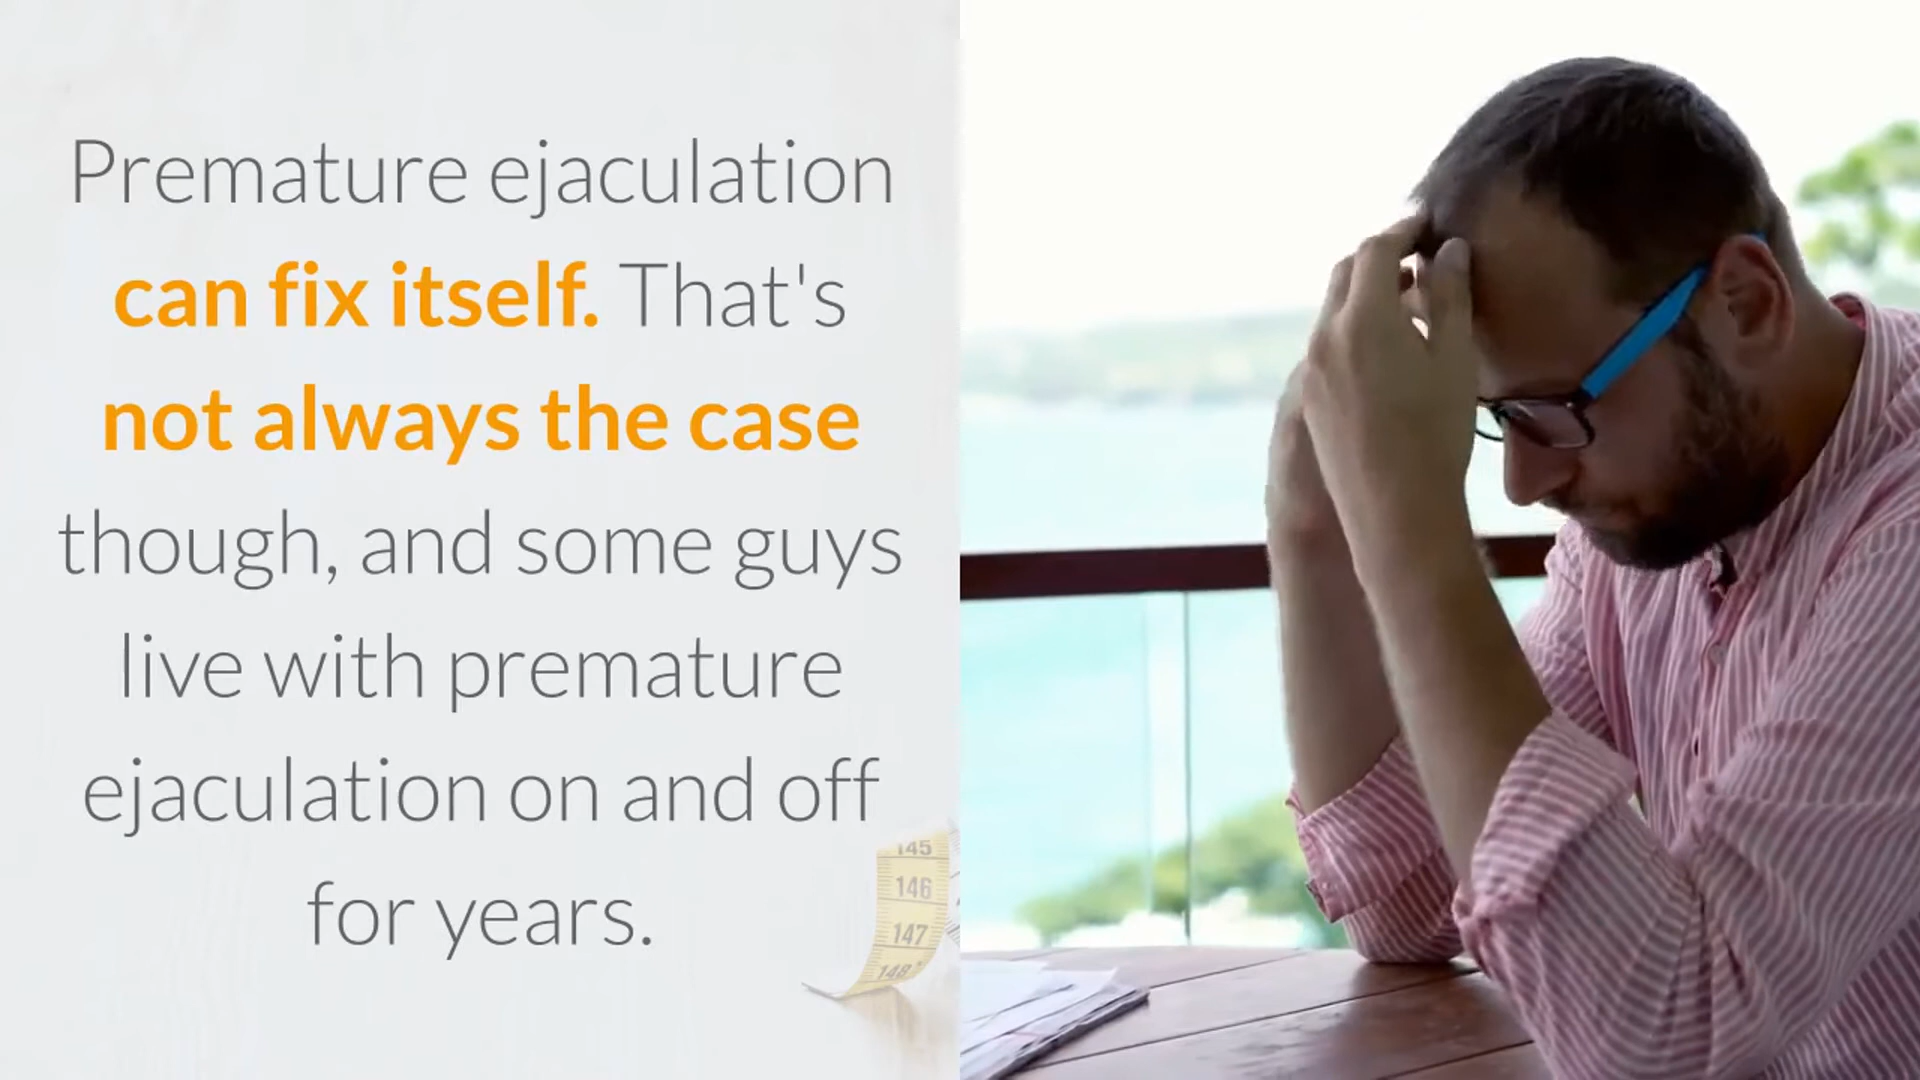 Premature ejaculation
can fix itself. That's
not always the case
though, and some guys
live with premature
ejaculation on and off
for years.
145
146
147
148